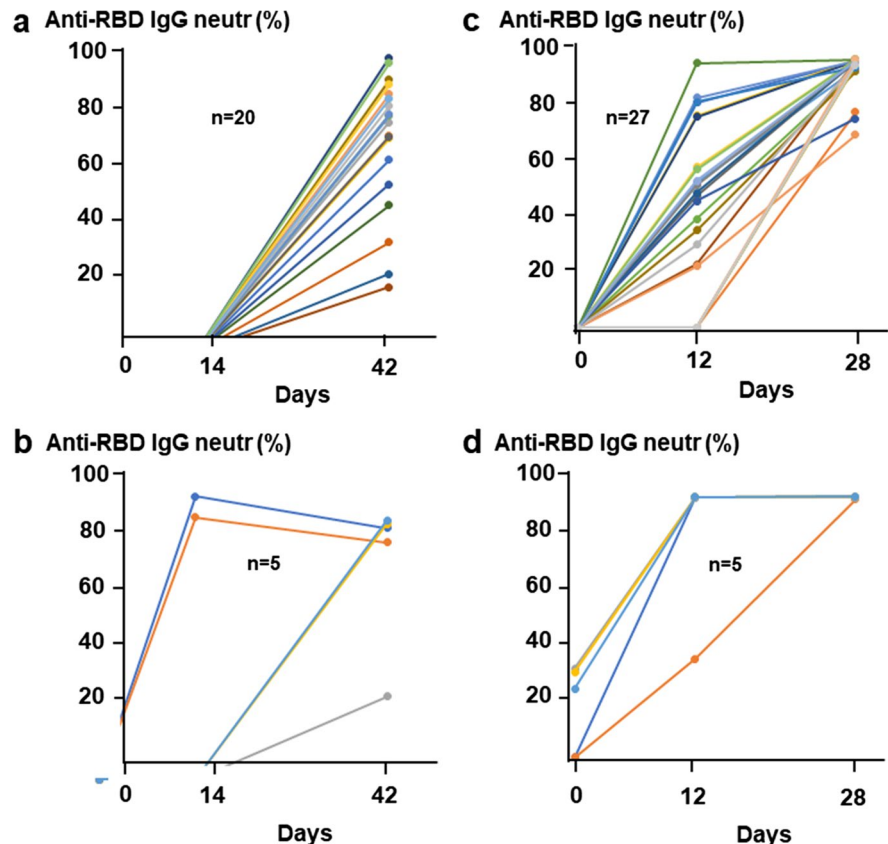 a Anti-RBD IgG neutr (%)
100
80
60
40
20
n=20
0 14 42
Days
c Anti-RBD IgG neutr (%)
100
80
60
40
20
n=27
0 12 28
Days
b Anti-RBD IgG neutr (%)
100
80
60
40
20
n=5
0 14 42
Days
d Anti-RBD IgG neutr (%)
100
80
60
40
20
n=5
0 12 28
Days